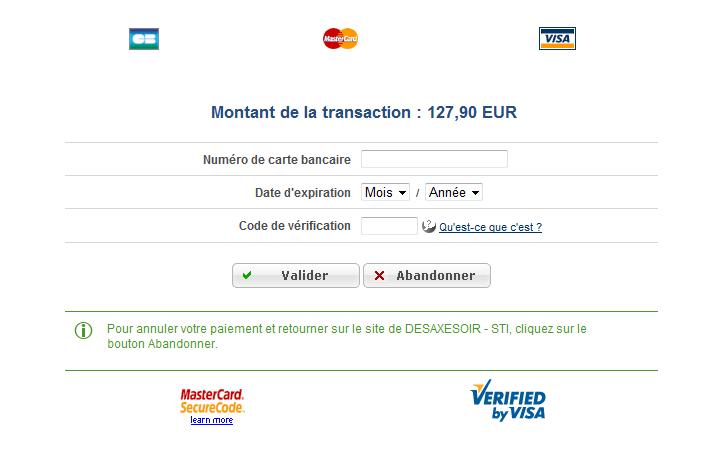 CB MasterCard VISA
Montant de la transaction : 127,90 EUR
Numéro de carte bancaire
Date d'expiration Mois / Année
Code de vérification Qu'est-ce que c'est ?
Valider Abandonner
Pour annuler votre paiement et retourner sur le site de DESAXESOIR - STI, cliquez sur le
bouton Abandonner.
MasterCard.
SecureCode.
learn more
VERIFIED
by VISA